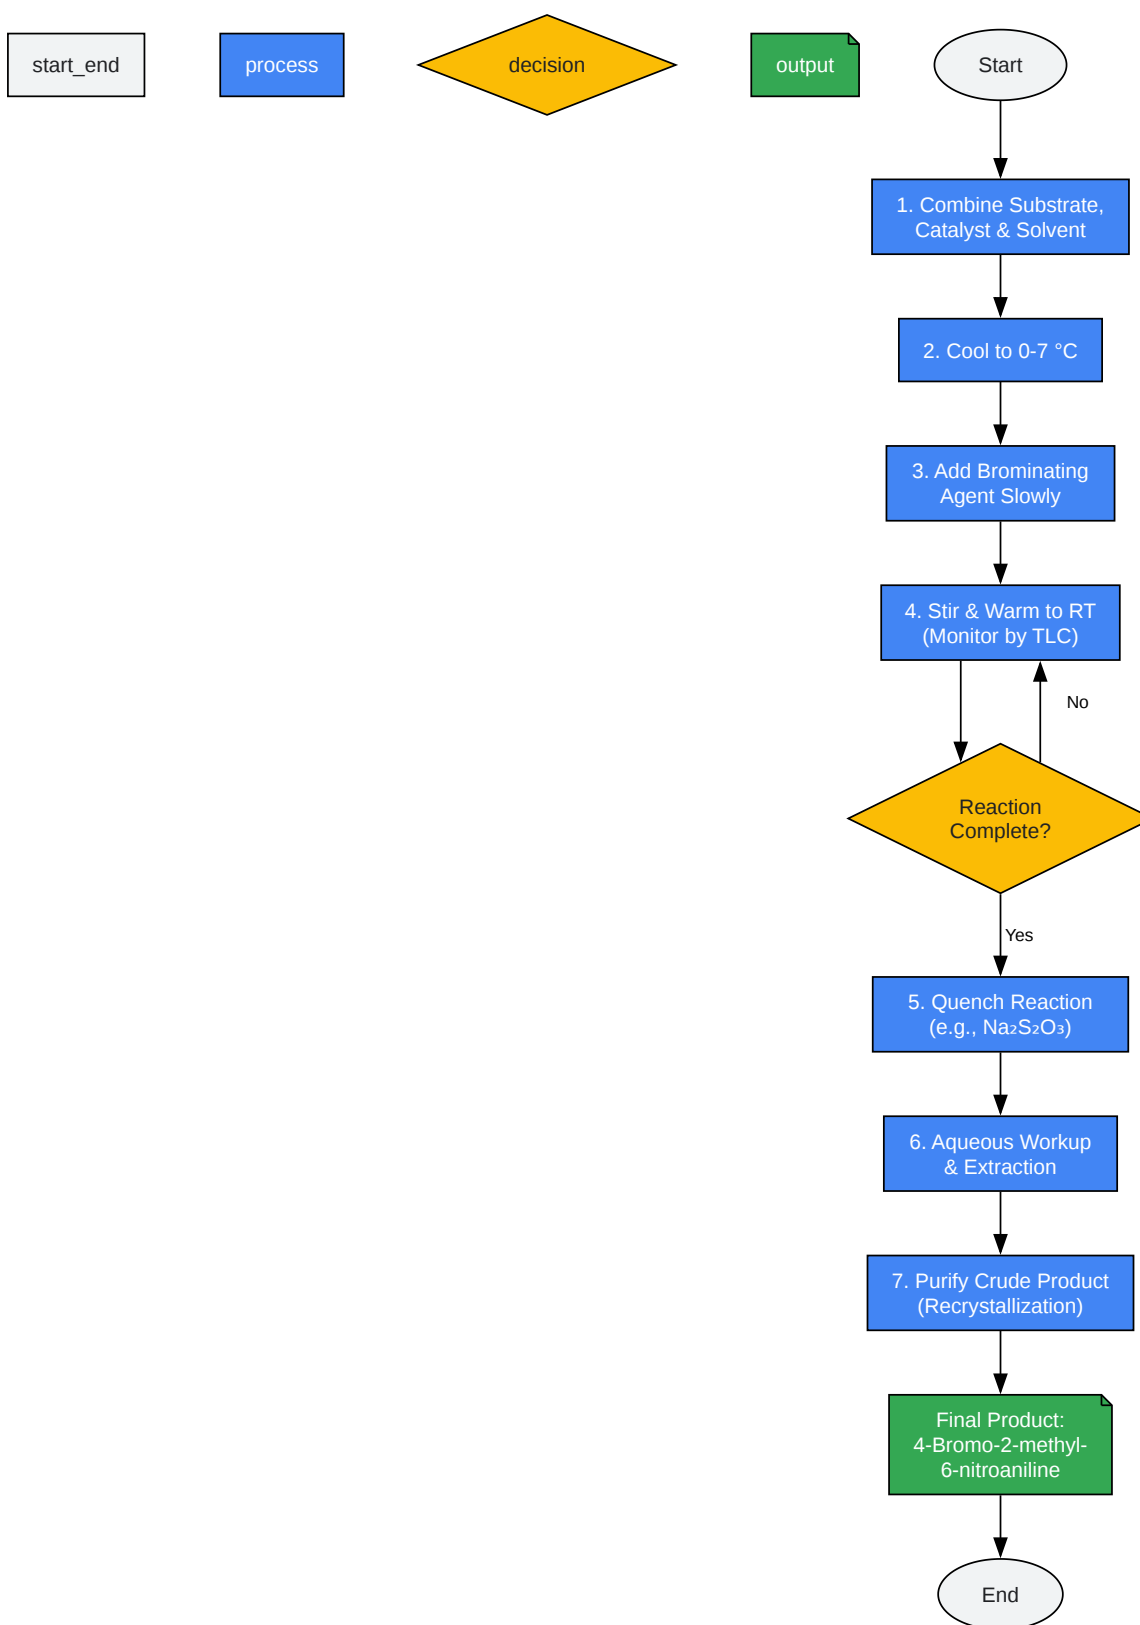 start_end
process
decision
output
Start
1. Combine Substrate,
Catalyst & Solvent
2. Cool to 0-7 °C
3. Add Brominating
Agent Slowly
4. Stir & Warm to RT
(Monitor by TLC)
No
Reaction
Complete?
Yes
5. Quench Reaction
(e.g., Na₂S₂O₃)
6. Aqueous Workup
& Extraction
7. Purify Crude Product
(Recrystallization)
Final Product:
4-Bromo-2-methyl-
6-nitroaniline
End